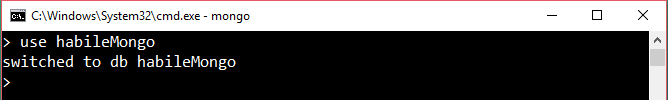 C:\Windows\System32\cmd.exe - mongo
> use habileMongo
switched to db habileMongo
>